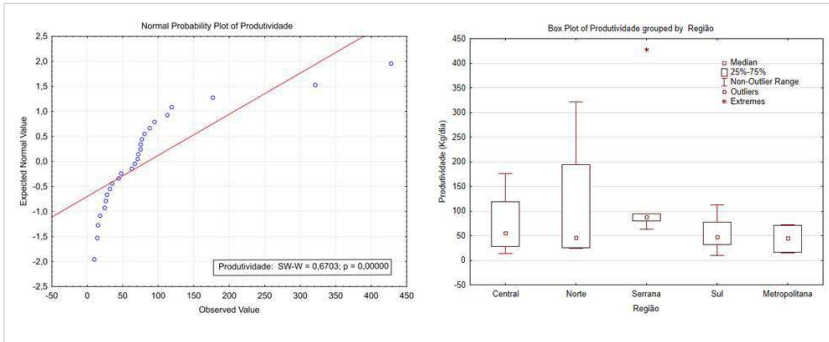 Normal Probability Plot of Produtividade
2,5
2,0
1,5
1,0
0,5
0,0
-0,5
-1,0
-1,5
-2,0
-2,5
Expected Normal Value
Produtividade: SW-W = 0,6703; p = 0,00000
-50 0 50 100 150 200 250 300 350 400 450
Observed Value
Box Plot of Produtividade grouped by Região
450
400
350
300
250
200
150
100
50
0
-50
Produtividade (Kg/dia)
Median
25%-75%
Non-Outlier Range
Outliers
Extremes
Central Norte Serrana Sul Metropolitana
Região